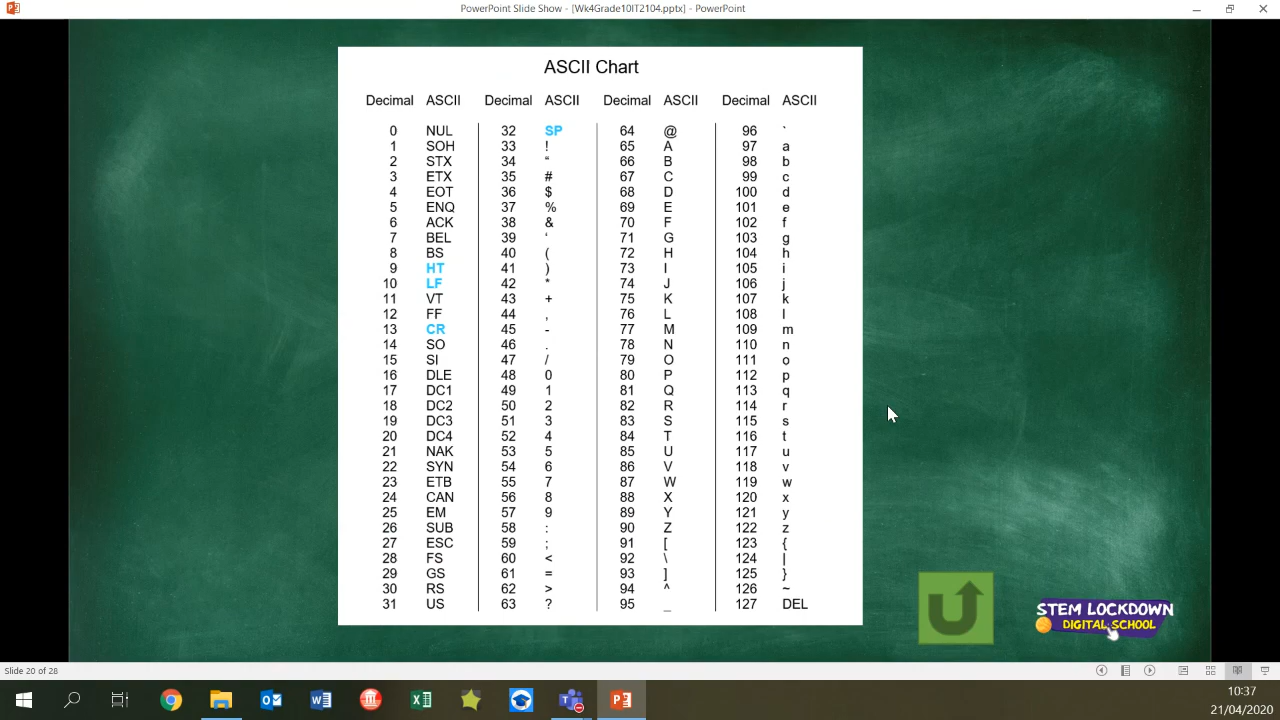 PowerPoint Slide Show - [Wk4Grade10IT2104.pptx] - PowerPoint
ASCII Chart
Decimal ASCII Decimal ASCII Decimal ASCII Decimal ASCII
0 NUL 32 SP 64 @ 96 `
1 SOH 33 ! 65 A 97 a
2 STX 34 “ 66 B 98 b
3 ETX 35 # 67 C 99 c
4 EOT 36 $ 68 D 100 d
5 ENQ 37 % 69 E 101 e
6 ACK 38 & 70 F 102 f
7 BEL 39 ‘ 71 G 103 g
8 BS 40 ( 72 H 104 h
9 HT 41 ) 73 I 105 i
10 LF 42 * 74 J 106 j
11 VT 43 + 75 K 107 k
12 FF 44 , 76 L 108 l
13 CR 45 - 77 M 109 m
14 SO 46 . 78 N 110 n
15 SI 47 / 79 O 111 o
16 DLE 48 0 80 P 112 p
17 DC1 49 1 81 Q 113 q
18 DC2 50 2 82 R 114 r
19 DC3 51 3 83 S 115 s
20 DC4 52 4 84 T 116 t
21 NAK 53 5 85 U 117 u
22 SYN 54 6 86 V 118 v
23 ETB 55 7 87 W 119 w
24 CAN 56 8 88 X 120 x
25 EM 57 9 89 Y 121 y
26 SUB 58 : 90 Z 122 z
27 ESC 59 ; 91 [ 123 {
28 FS 60 < 92 \ 124 |
29 GS 61 = 93 ] 125 }
30 RS 62 > 94 ^ 126 ~
31 US 63 ? 95 _ 127 DEL
STEM LOCKDOWN
DIGITAL SCHOOL
Slide 20 of 28
10:37
21/04/2020